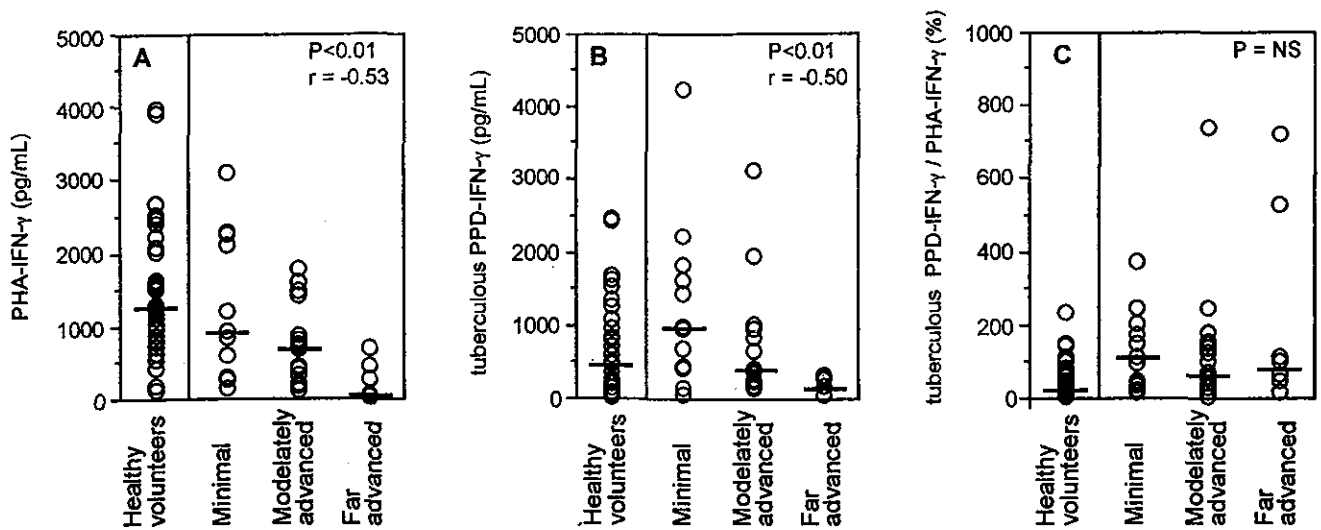 A
P<0.01
r = -0.53
PHA-IFN-γ (pg/mL)
5000
4000
3000
2000
1000
0
Healthy
volunteers
Minimal
Modelately
advanced
Far
advanced
B
P<0.01
r = -0.50
tuberculous PPD-IFN-γ (pg/mL)
5000
4000
3000
2000
1000
0
Healthy
volunteers
Minimal
Modelately
advanced
Far
advanced
C
P = NS
tuberculous PPD-IFN-γ / PHA-IFN-γ (%)
1000
800
600
400
200
0
Healthy
volunteers
Minimal
Modelately
advanced
Far
advanced